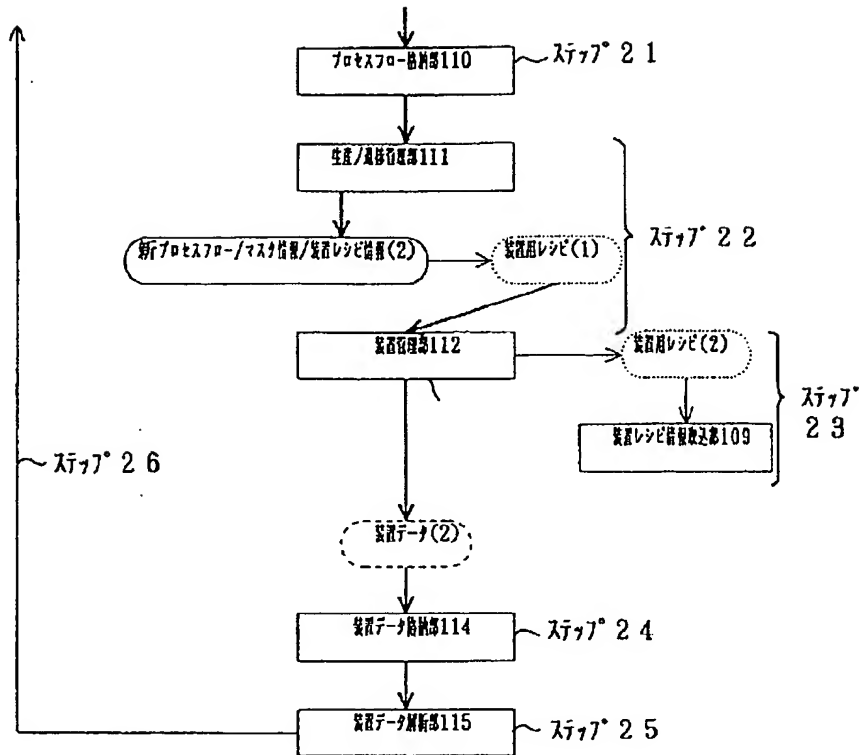 プロセスフロー格納部110
ステップ21
生産/進捗管理部111
新プロセスフロー/マスタ情報/装置レシピ情報(2)
装置用レシピ(1)
ステップ22
装置管理部112
装置用レシピ(2)
ステップ
23
装置レシピ情報取込部109
ステップ26
装置データ(2)
装置データ格納部114
ステップ24
装置データ解析部115
ステップ25